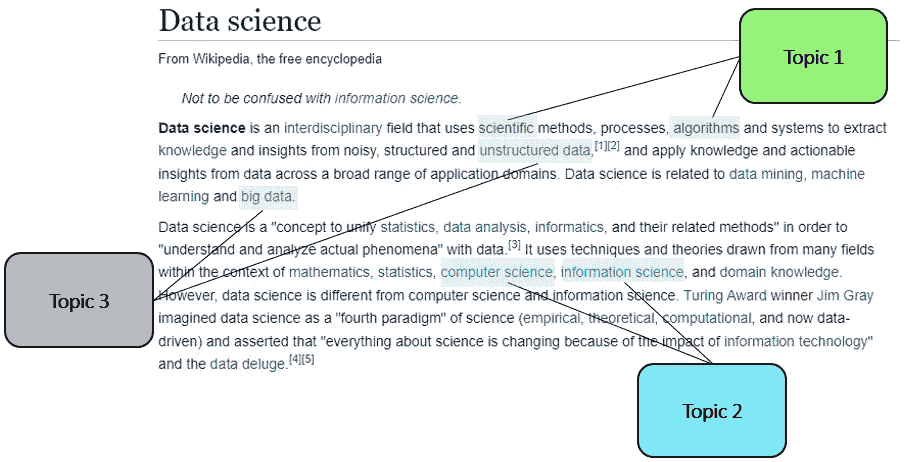 Data science
Topic 1
From Wikipedia, the free encyclopedia
Not to be confused with information science.
Data science is an interdisciplinary field that uses scientific methods, processes, algorithms and systems to extract
knowledge and insights from noisy, structured and unstructured data,[1][2] and apply knowledge and actionable
insights from data across a broad range of application domains. Data science is related to data mining, machine
learning and big data.
Data science is a "concept to unify statistics, data analysis, informatics, and their related methods" in order to
"understand and analyze actual phenomena" with data.[3] It uses techniques and theories drawn from many fields
within the context of mathematics, statistics, computer science, information science, and domain knowledge.
Topic 3
However, data science is different from computer science and information science. Turing Award winner Jim Gray
imagined data science as a "fourth paradigm" of science (empirical, theoretical, computational, and now data-
driven) and asserted that "everything about science is changing because of the impact of information technology"
and the data deluge.[4][5]
Topic 2